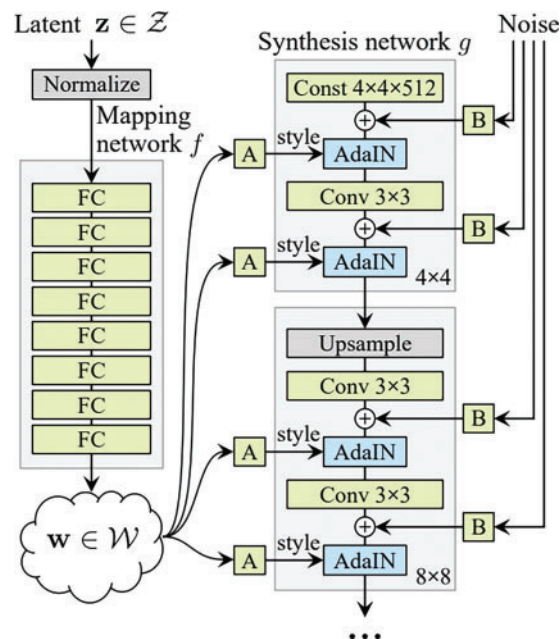 Latent z ∈ Z
Normalize
Mapping
network f
FC
FC
FC
FC
FC
FC
FC
FC
w ∈ W
Synthesis network g
Noise
Const 4×4×512
B
A
style
AdaIN
Conv 3×3
B
A
style
AdaIN
4×4
Upsample
Conv 3×3
B
A
style
AdaIN
Conv 3×3
B
A
style
AdaIN
8×8
...